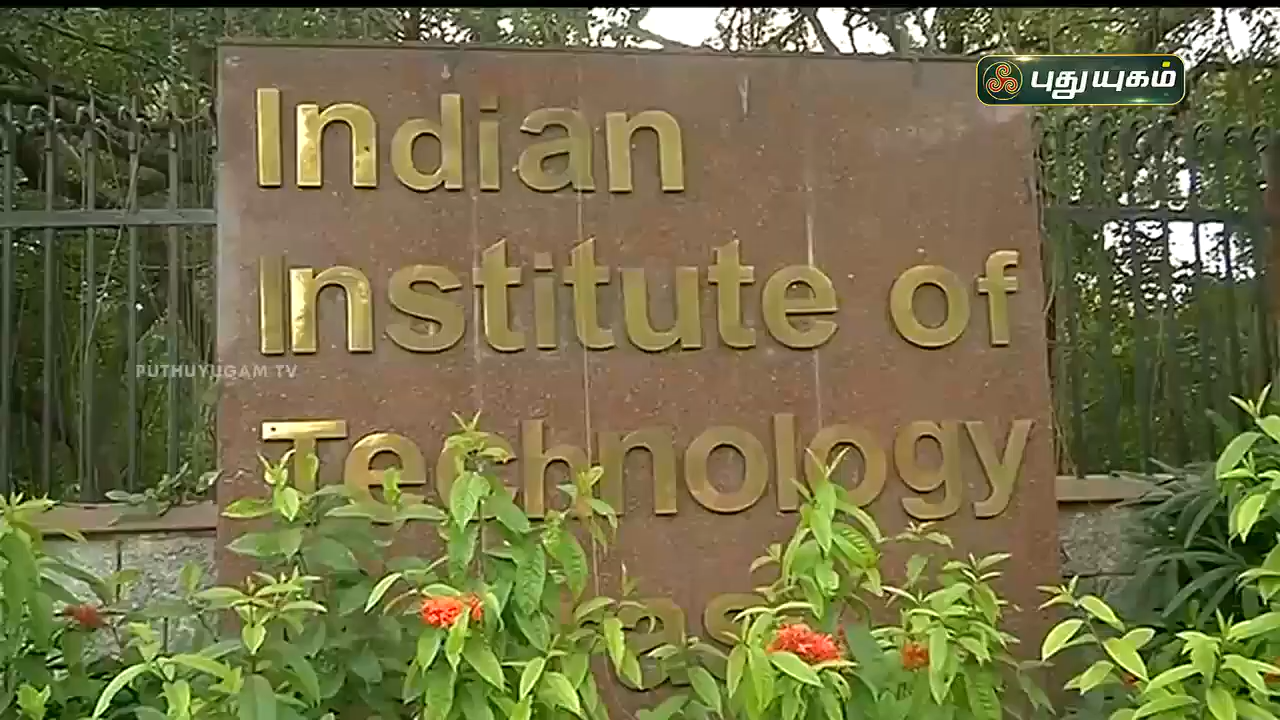 புதுயுகம்
Indian
Institute of
PUTHUYUGAM TV
Technology